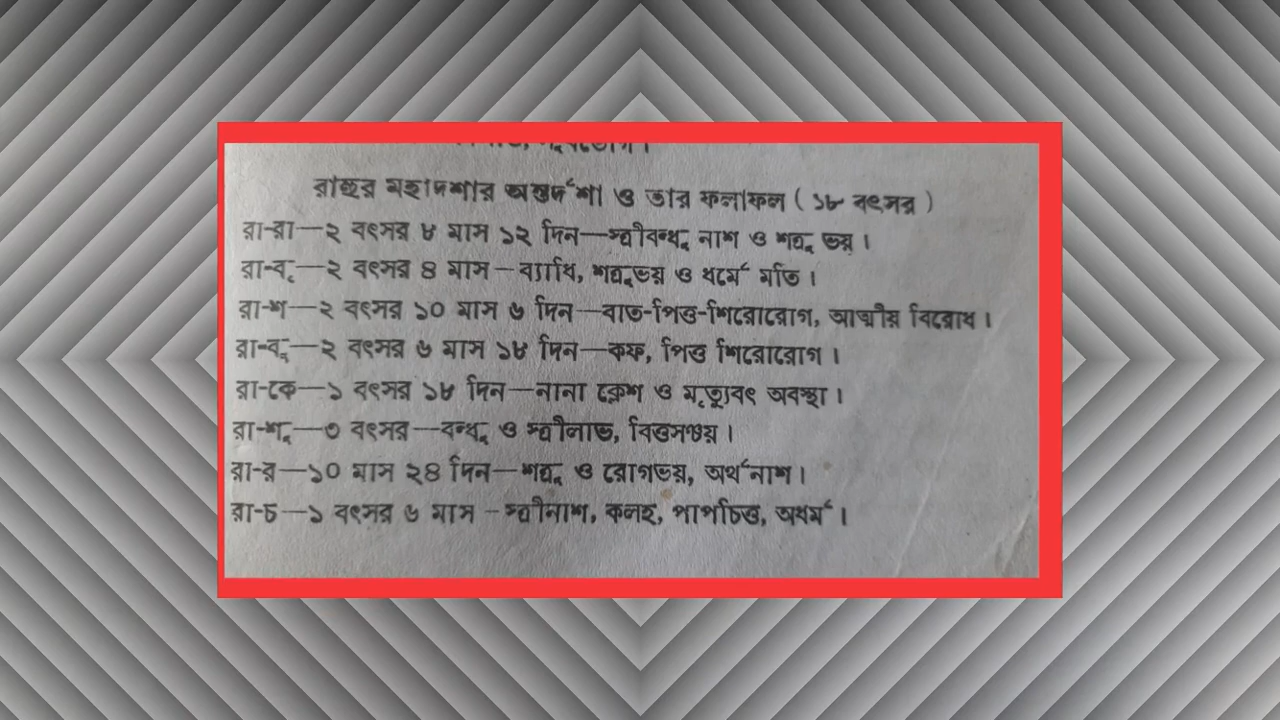 রাহুর মহাদশার অন্তর্দশা ও তার ফলাফল ( ১৮ বৎসর )
রা-রা—২ বৎসর ৮ মাস ১২ দিন—স্ত্রীবন্ধু নাশ ও শত্রু ভয়।
রা-বৃ—২ বৎসর ৪ মাস – ব্যাধি, শত্রুভয় ও ধর্মে মতি।
রা-শ—২ বৎসর ১০ মাস ৬ দিন—বাত-পিত্ত-শিরোরোগ, আত্মীয় বিরোধ।
রা-বু—২ বৎসর ৬ মাস ১৮ দিন—কফ, পিত্ত শিরোরোগ।
রা-কে—১ বৎসর ১৮ দিন—নানা ক্লেশ ও মৃত্যুবৎ অবস্থা।
রা-শু—৩ বৎসর—বন্ধু ও স্ত্রীলাভ, বিত্তসঞ্চয়।
রা-র—১০ মাস ২৪ দিন—শত্রু ও রোগভয়, অর্থনাশ।
রা-চ—১ বৎসর ৬ মাস – স্ত্রীনাশ, কলহ, পাপচিত্ত, অধর্ম।